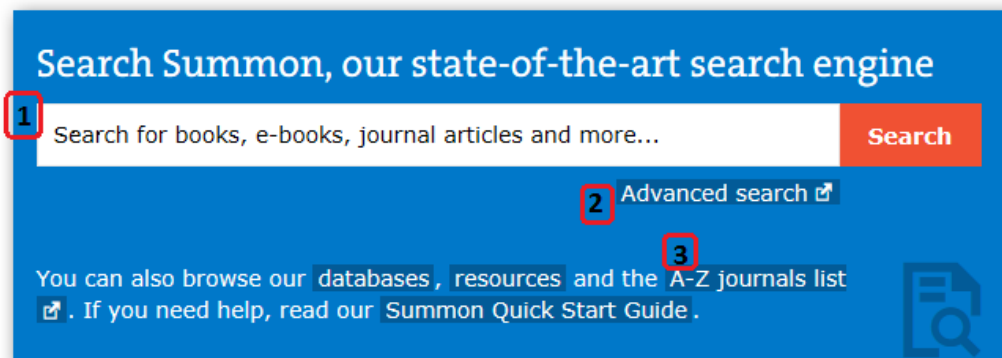 Search Summon, our state-of-the-art search engine
1
Search for books, e-books, journal articles and more...
Search
2
Advanced search
3
You can also browse our databases, resources and the A-Z journals list
. If you need help, read our Summon Quick Start Guide.